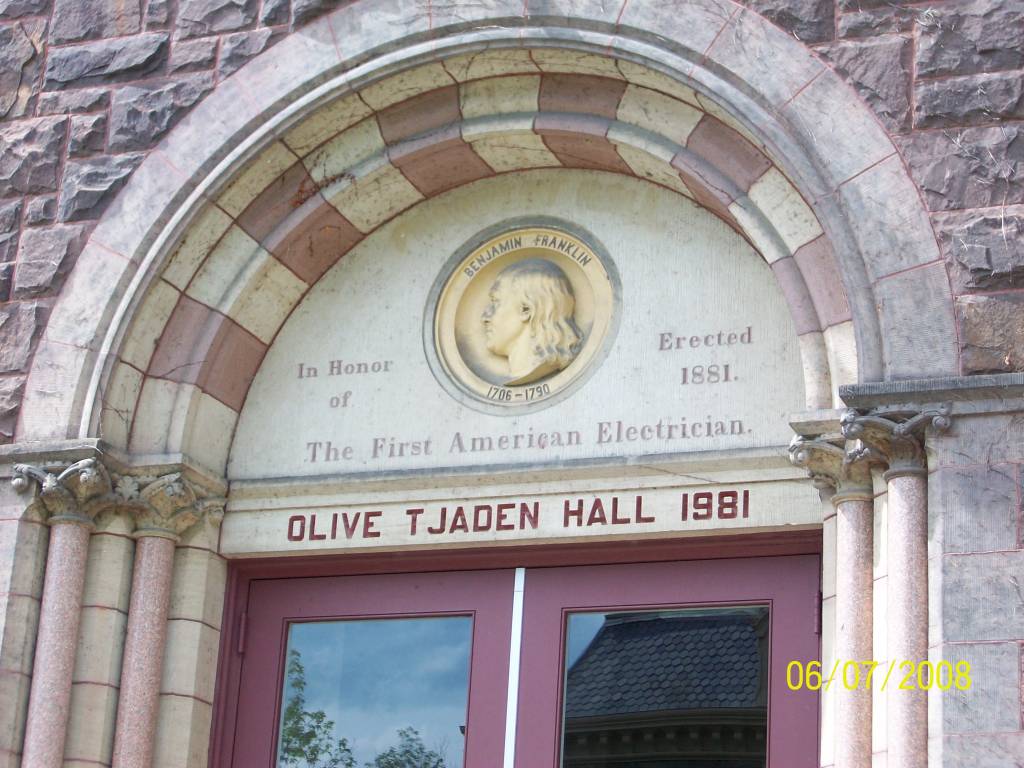 BENJAMIN FRANKLIN
1706-1790
In Honor
of
Erected
1881.
The First American Electrician.
OLIVE TJADEN HALL 1981
06/07/2008